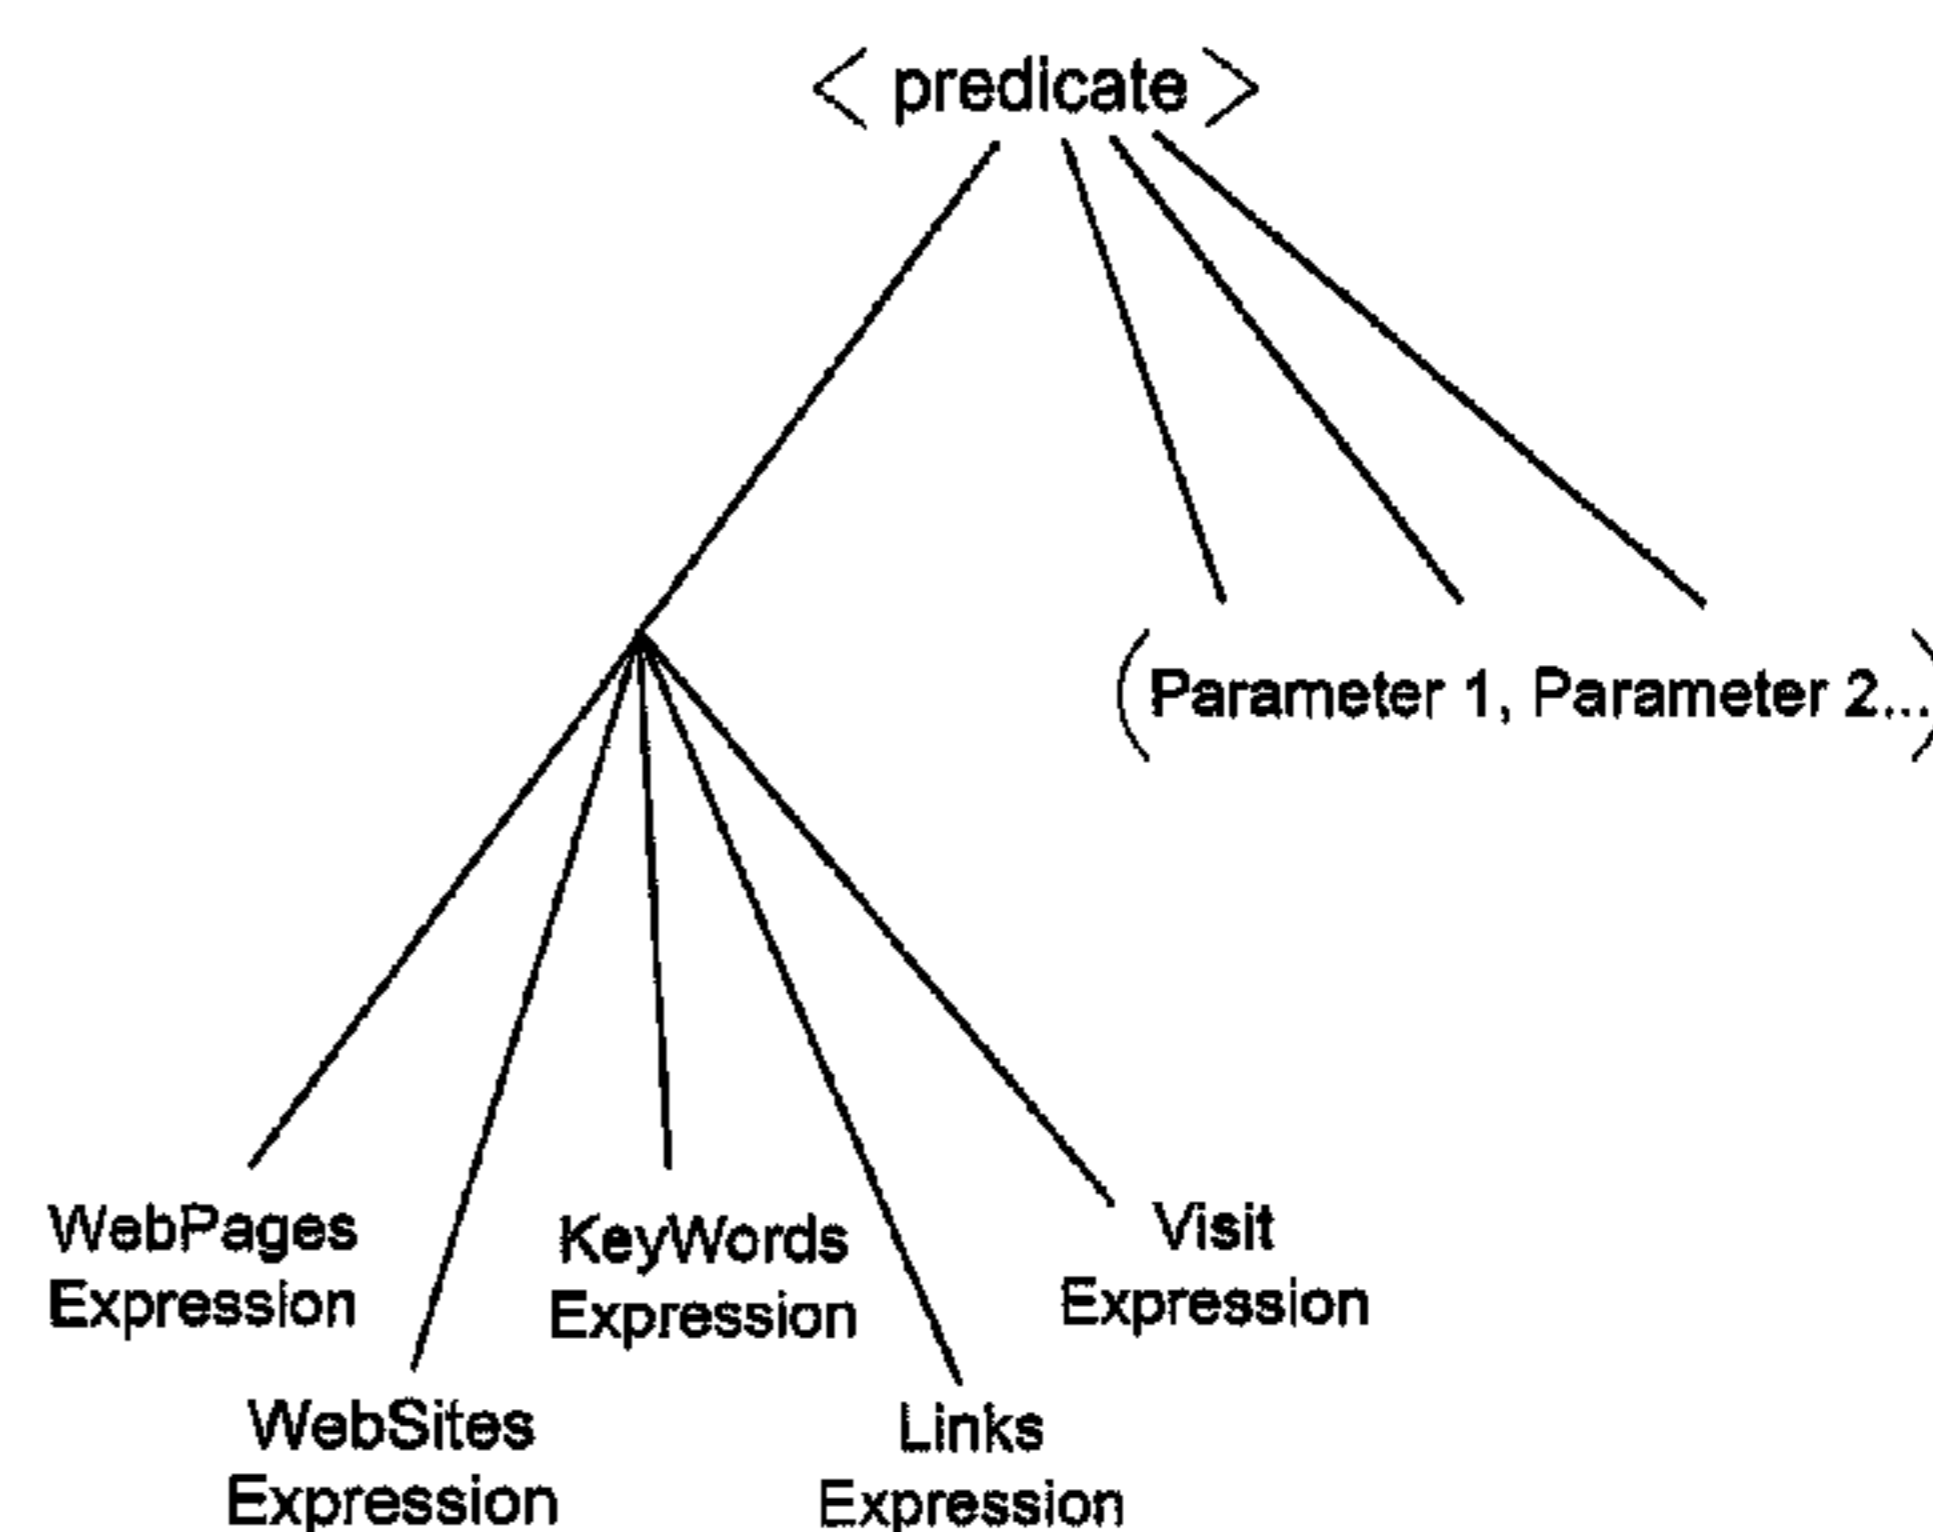 < predicate >
(Parameter 1, Parameter 2...)
WebPages
Expression
KeyWords
Expression
Visit
Expression
WebSites
Expression
Links
Expression